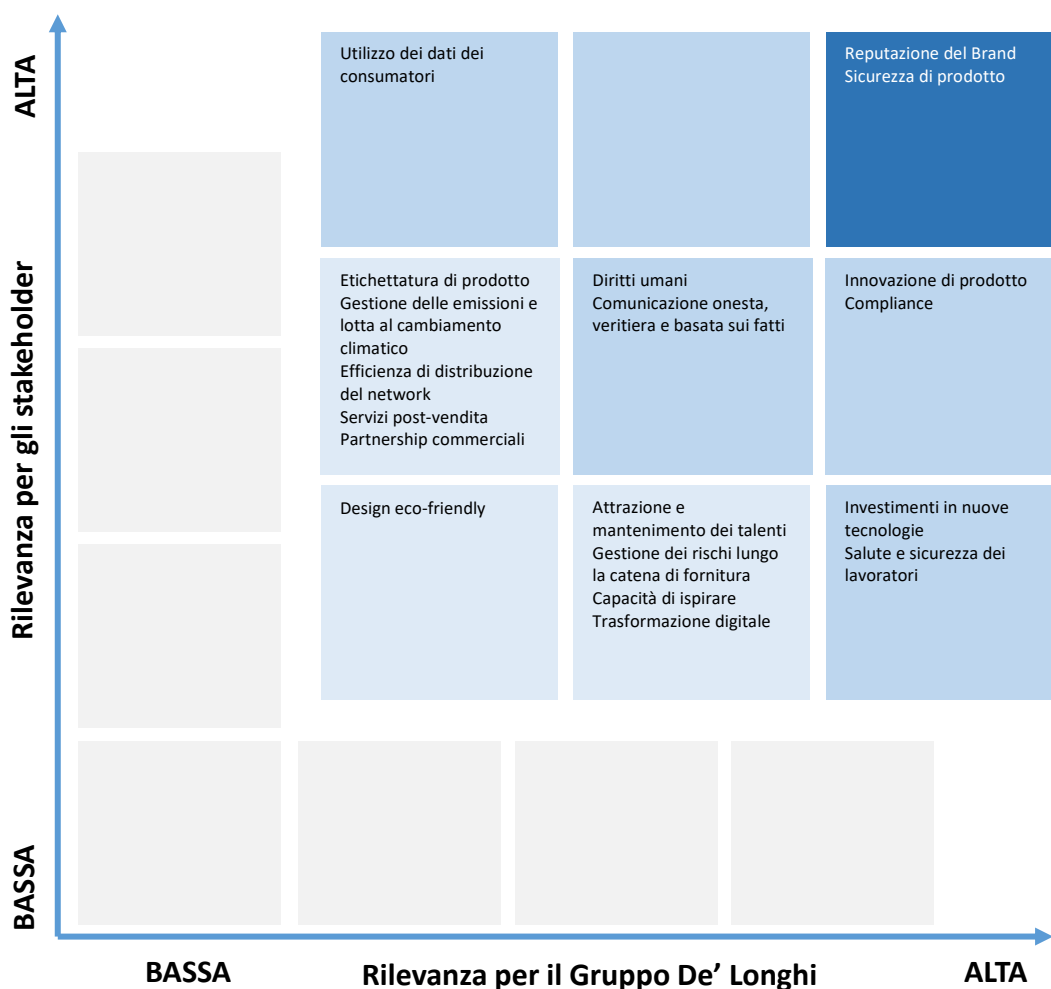 ALTA
Rilevanza per gli stakeholder
BASSA
Utilizzo dei dati dei
consumatori
Reputazione del Brand
Sicurezza di prodotto
Etichettatura di prodotto
Gestione delle emissioni e
lotta al cambiamento
climatico
Efficienza di distribuzione
del network
Servizi post-vendita
Partnership commerciali
Diritti umani
Comunicazione onesta,
veritiera e basata sui fatti
Innovazione di prodotto
Compliance
Design eco-friendly
Attrazione e
mantenimento dei talenti
Gestione dei rischi lungo
la catena di fornitura
Capacità di ispirare
Trasformazione digitale
Investimenti in nuove
tecnologie
Salute e sicurezza dei
lavoratori
BASSA
Rilevanza per il Gruppo De’ Longhi
ALTA